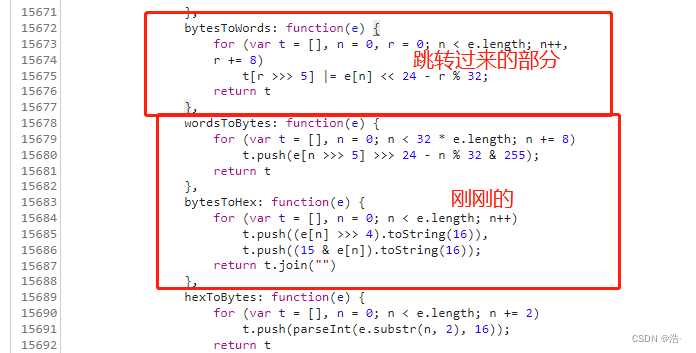 15671 },
15672 bytesToWords: function(e) {
15673 for (var t = [], n = 0, r = 0; n < e.length; n++,
15674 r += 8)
跳转过来的部分
15675 t[r >>> 5] |= e[n] << 24 - r % 32;
15676 return t
15677 },
15678 wordsToBytes: function(e) {
15679 for (var t = [], n = 0; n < 32 * e.length; n += 8)
15680 t.push(e[n >>> 5] >>> 24 - n % 32 & 255);
15681 return t
15682 },
15683 bytesToHex: function(e) {
刚刚的
15684 for (var t = [], n = 0; n < e.length; n++)
15685 t.push((e[n] >>> 4).toString(16)),
15686 t.push((15 & e[n]).toString(16));
15687 return t.join("")
15688 },
15689 hexToBytes: function(e) {
15690 for (var t = [], n = 0; n < e.length; n += 2)
15691 t.push(parseInt(e.substr(n, 2), 16));
15692 return t
CSDN @浩.